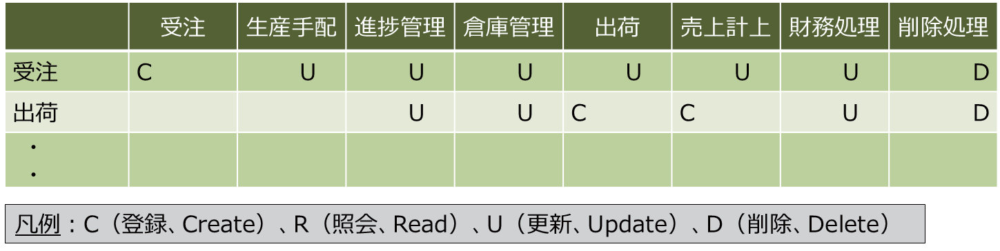 受注 生産手配 進捗管理 倉庫管理 出荷 売上計上 財務処理 削除処理
受注 C U U U U U U D
出荷 U U C C U D
・
・
凡例：C（登録、Create）、R（照会、Read）、U（更新、Update）、D（削除、Delete）